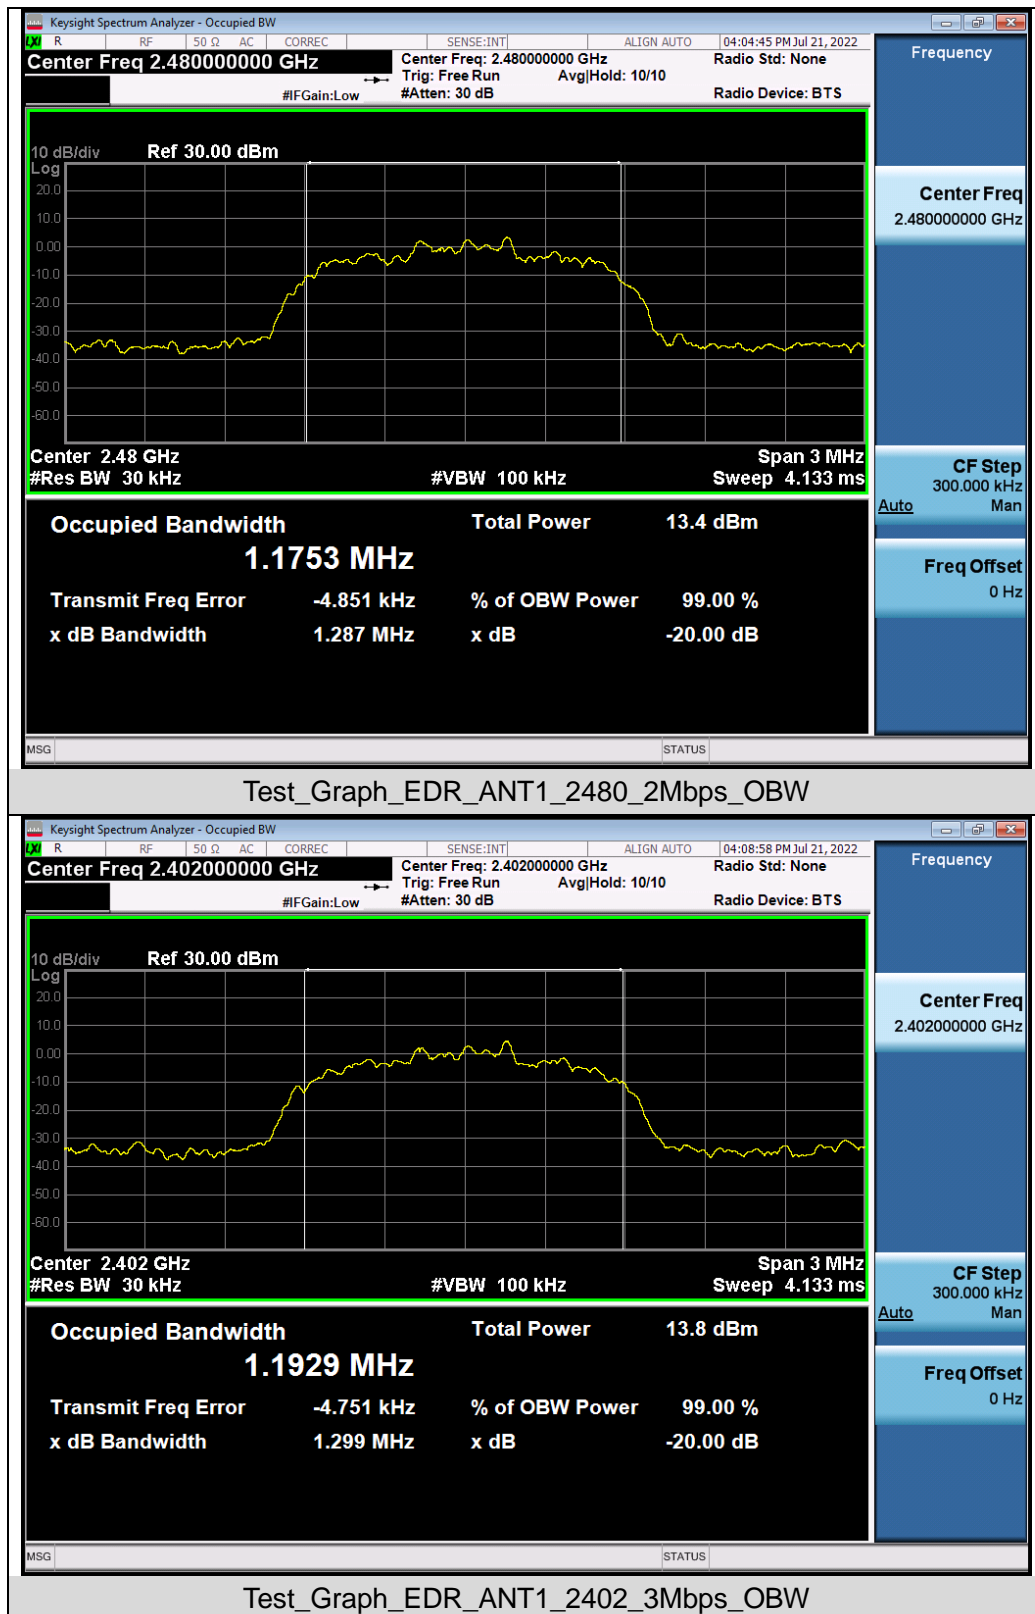 Keysight Spectrum Analyzer - Occupied BW
LXI R RF 50 Ω AC CORREC SENSE:INT ALIGN AUTO 04:04:45 PM Jul 21, 2022
Center Freq 2.480000000 GHz
Center Freq: 2.480000000 GHz
Radio Std: None
Trig: Free Run Avg|Hold: 10/10
#IFGain:Low
#Atten: 30 dB
Radio Device: BTS
Frequency
10 dB/div Ref 30.00 dBm
Log
20.0
10.0
0.00
-10.0
-20.0
-30.0
-40.0
-50.0
-60.0
Center Freq
2.480000000 GHz
Center 2.48 GHz Span 3 MHz
#Res BW 30 kHz #VBW 100 kHz Sweep 4.133 ms
CF Step
300.000 kHz
Auto Man
Freq Offset
0 Hz
Occupied Bandwidth Total Power 13.4 dBm
1.1753 MHz
Transmit Freq Error -4.851 kHz % of OBW Power 99.00 %
x dB Bandwidth 1.287 MHz x dB -20.00 dB
MSG STATUS
Test_Graph_EDR_ANT1_2480_2Mbps_OBW
Keysight Spectrum Analyzer - Occupied BW
LXI R RF 50 Ω AC CORREC SENSE:INT ALIGN AUTO 04:08:58 PM Jul 21, 2022
Center Freq 2.402000000 GHz
Center Freq: 2.402000000 GHz
Radio Std: None
Trig: Free Run Avg|Hold: 10/10
#IFGain:Low
#Atten: 30 dB
Radio Device: BTS
Frequency
10 dB/div Ref 30.00 dBm
Log
20.0
10.0
0.00
-10.0
-20.0
-30.0
-40.0
-50.0
-60.0
Center Freq
2.402000000 GHz
Center 2.402 GHz Span 3 MHz
#Res BW 30 kHz #VBW 100 kHz Sweep 4.133 ms
CF Step
300.000 kHz
Auto Man
Freq Offset
0 Hz
Occupied Bandwidth Total Power 13.8 dBm
1.1929 MHz
Transmit Freq Error -4.751 kHz % of OBW Power 99.00 %
x dB Bandwidth 1.299 MHz x dB -20.00 dB
MSG STATUS
Test_Graph_EDR_ANT1_2402_3Mbps_OBW